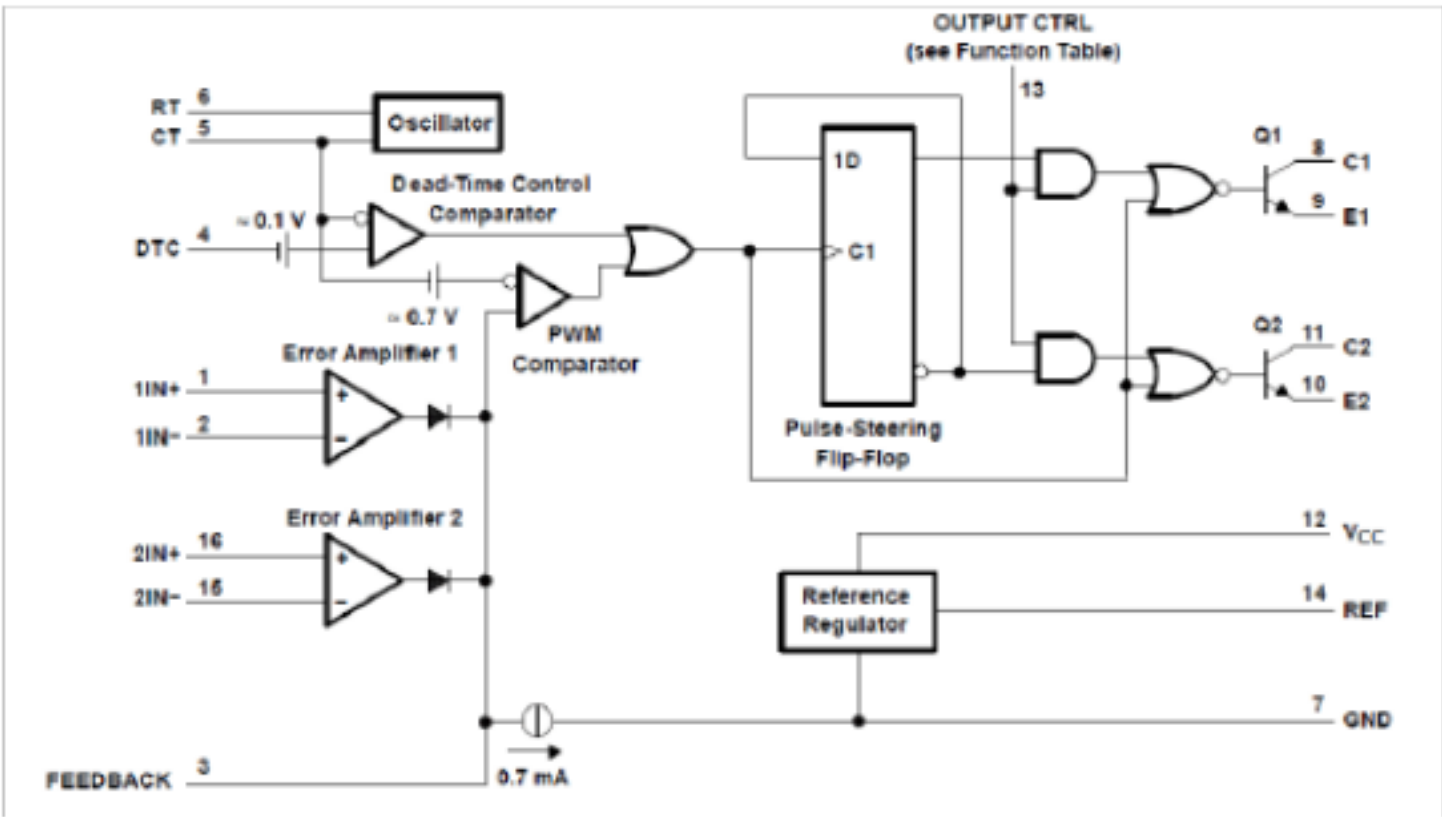 OUTPUT CTRL
(see Function Table)
13
RT 6
CT 5
Oscillator
Dead-Time Control
Comparator
≈ 0.1 V
DTC 4
≈ 0.7 V
PWM
Comparator
1D
C1
Pulse-Steering
Flip-Flop
Q1
8 C1
9 E1
Q2
11 C2
10 E2
Error Amplifier 1
1IN+ 1
1IN− 2
+
−
Error Amplifier 2
2IN+ 16
2IN− 15
+
−
12 VCC
Reference
Regulator
14 REF
7 GND
0.7 mA
FEEDBACK 3